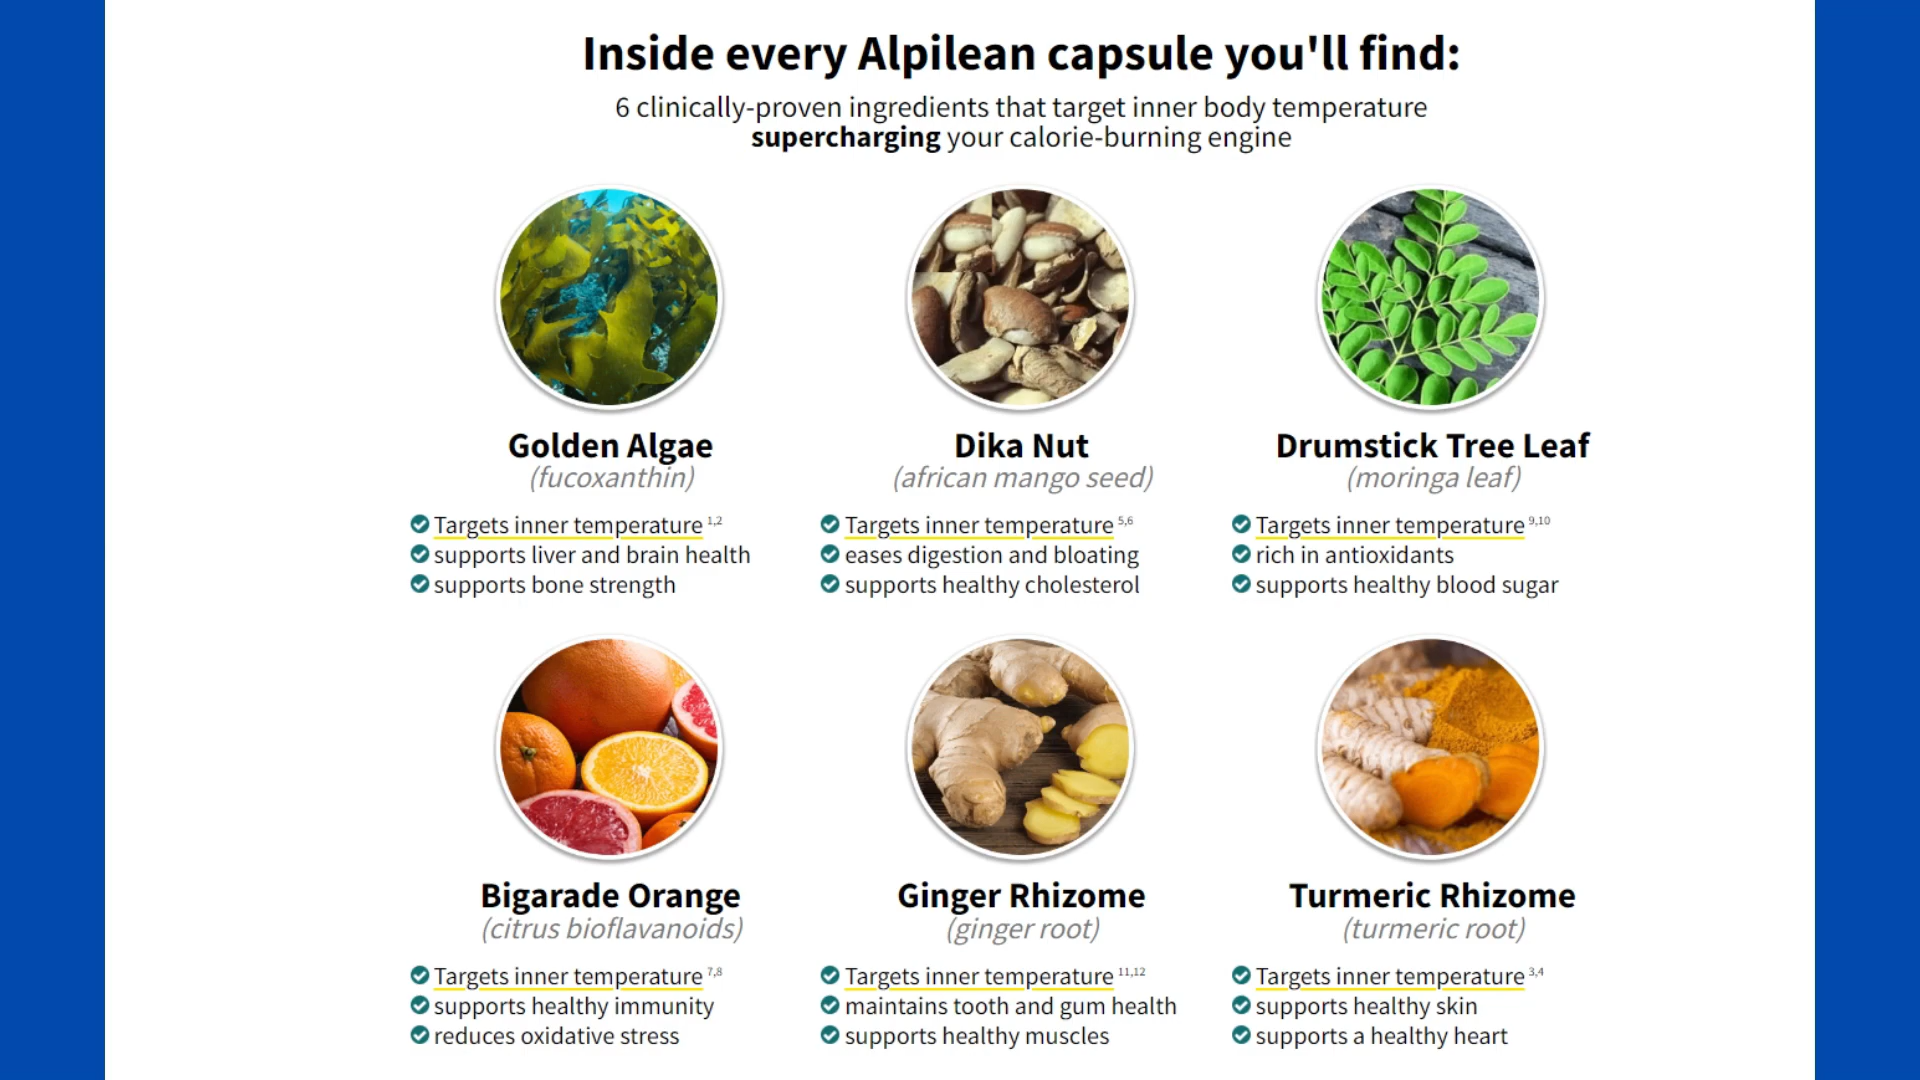 Inside every Alpilean capsule you'll find:
6 clinically-proven ingredients that target inner body temperature
supercharging your calorie-burning engine
Golden Algae
(fucoxanthin)
Targets inner temperature 1,2
supports liver and brain health
supports bone strength
Dika Nut
(african mango seed)
Targets inner temperature 5,6
eases digestion and bloating
supports healthy cholesterol
Drumstick Tree Leaf
(moringa leaf)
Targets inner temperature 9,10
rich in antioxidants
supports healthy blood sugar
Bigarade Orange
(citrus bioflavanoids)
Targets inner temperature 7,8
supports healthy immunity
reduces oxidative stress
Ginger Rhizome
(ginger root)
Targets inner temperature 11,12
maintains tooth and gum health
supports healthy muscles
Turmeric Rhizome
(turmeric root)
Targets inner temperature 3,4
supports healthy skin
supports a healthy heart